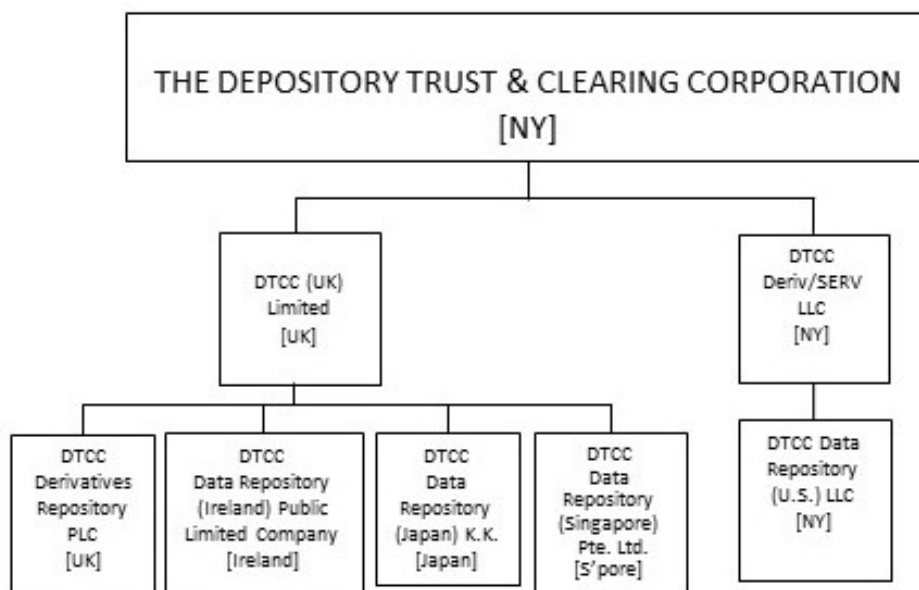 THE DEPOSITORY TRUST & CLEARING CORPORATION
[NY]
DTCC (UK)
Limited
[UK]
DTCC
Deriv/SERV
LLC
[NY]
DTCC
Derivatives
Repository
PLC
[UK]
DTCC
Data Repository
(Ireland) Public
Limited Company
[Ireland]
DTCC
Data
Repository
(Japan) K.K.
[Japan]
DTCC
Data
Repository
(Singapore)
Pte. Ltd.
[S'pore]
DTCC Data
Repository
(U.S.) LLC
[NY]